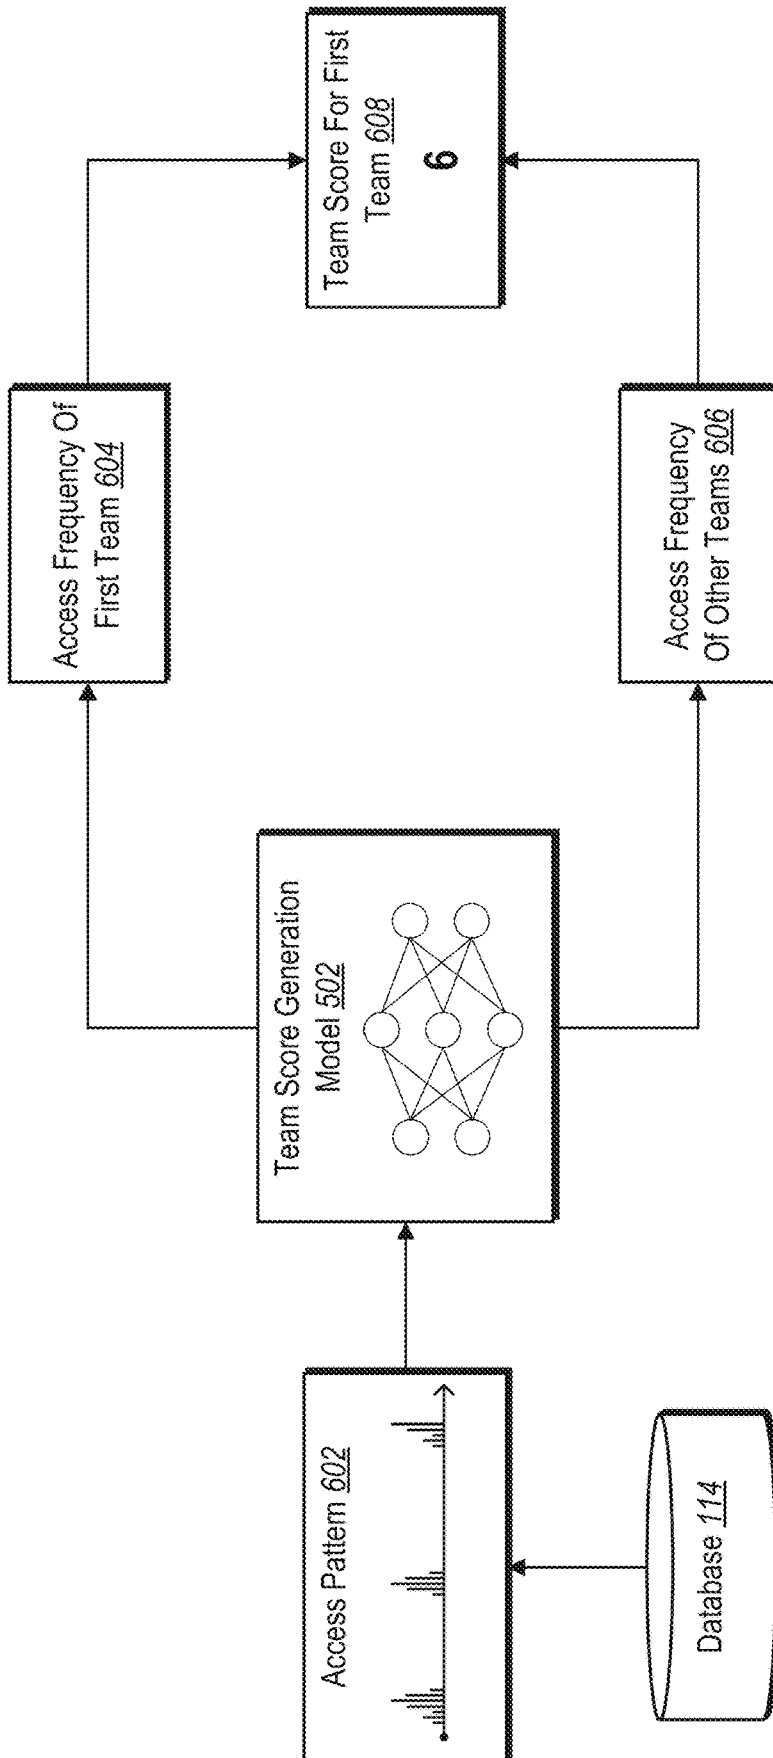 Access Pattern 602
Database 114
Team Score Generation
Model 502
Access Frequency Of
First Team 604
Access Frequency
Of Other Teams 606
Team Score For First
Team 608
6